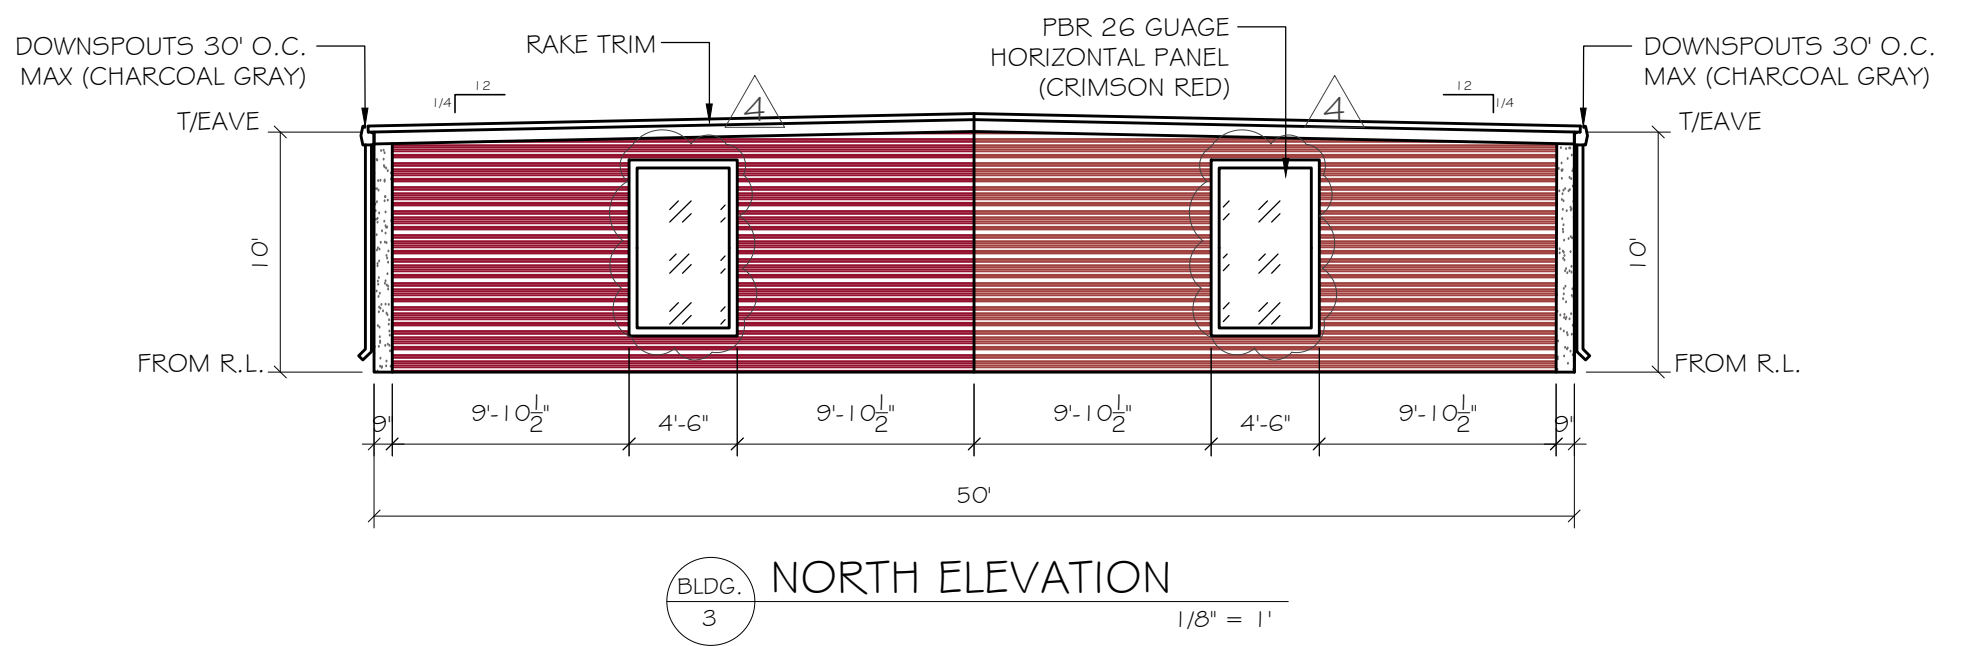 DOWNSPOUTS 30' O.C.
MAX (CHARCOAL GRAY)
RAKE TRIM
PBR 26 GUAGE
HORIZONTAL PANEL
(CRIMSON RED)
DOWNSPOUTS 30' O.C.
MAX (CHARCOAL GRAY)
12
1/4
4
4
12
1/4
T/EAVE
T/EAVE
10'
10'
FROM R.L.
FROM R.L.
9'
9'-10 1/2"
4'-6"
9'-10 1/2"
9'-10 1/2"
4'-6"
9'-10 1/2"
9'
50'
BLDG.
3
NORTH ELEVATION
1/8" = 1'